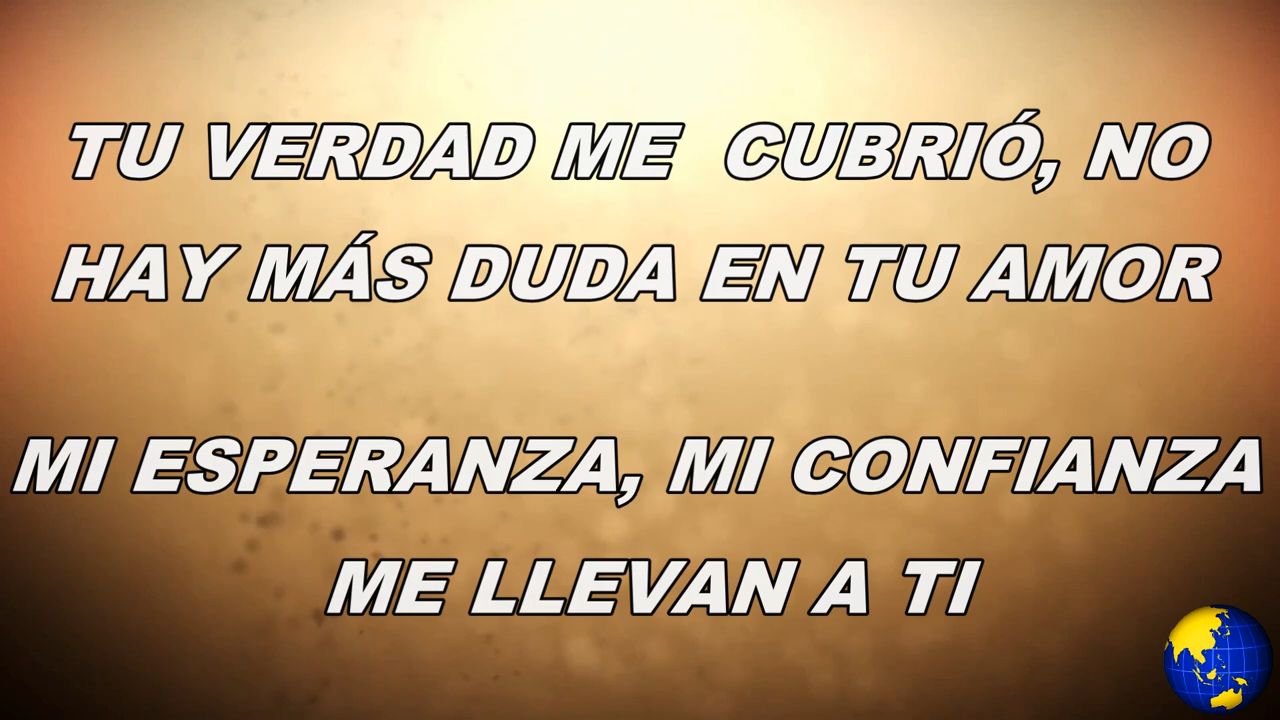 TU VERDAD ME  CUBRIÓ, NO
HAY MÁS DUDA EN TU AMOR
MI ESPERANZA, MI CONFIANZA
ME LLEVAN A TI